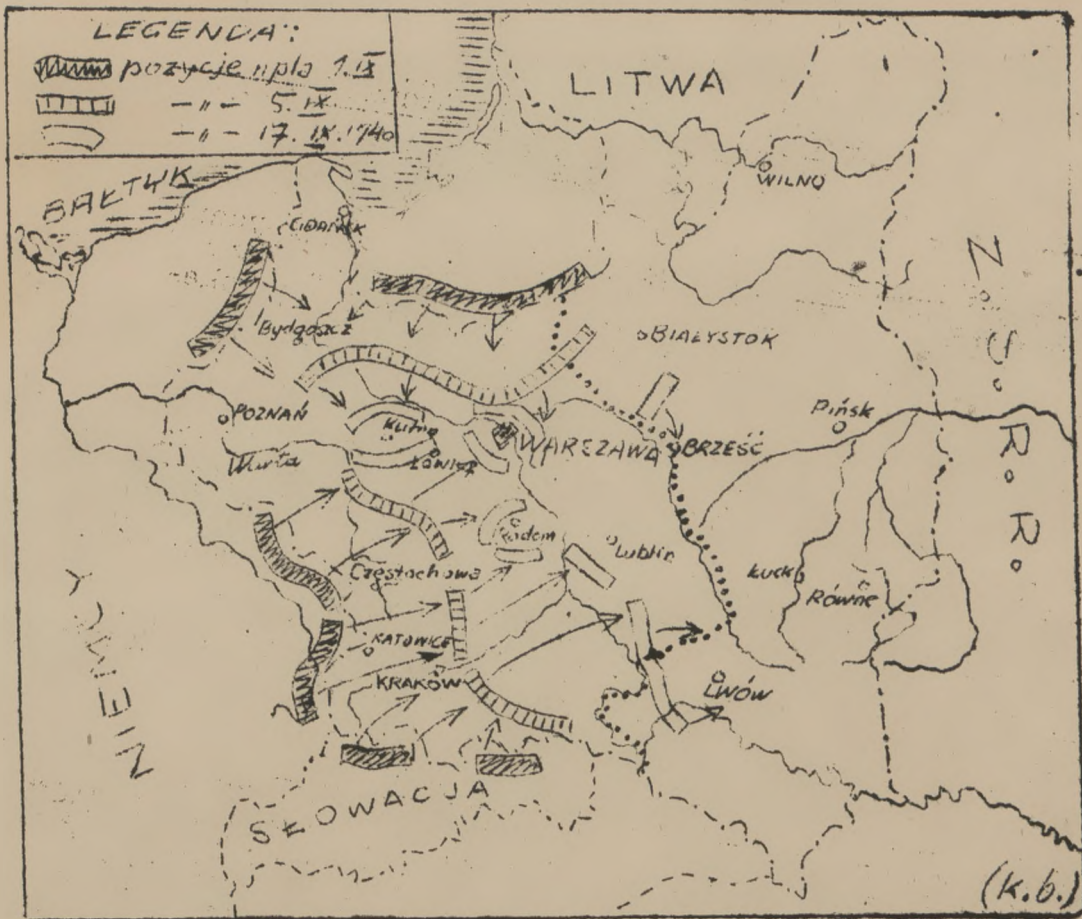 LEGENDA:
pozycje npla 1.IX
-„- 5.IX
-„- 17.IX.1940
LITWA
BAŁTYK
WILNO
GDAŃSK
Z.S.R.R.
Bydgoszcz
BIAŁYSTOK
POZNAŃ
Pińsk
Kutno
WARSZAWA
BRZEŚĆ
Łowicz
Warta
Radom
Lublin
Częstochowa
Łuck
Równe
KATOWICE
KRAKÓW
LWÓW
NIEMCY
SŁOWACJA
(K.b.)